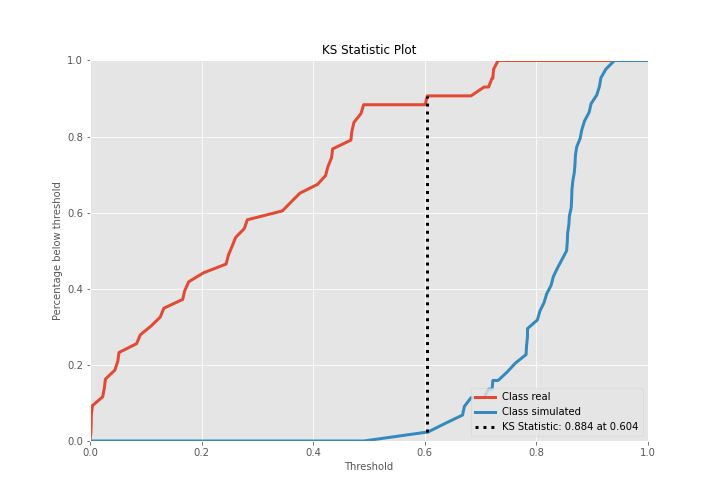 KS Statistic Plot
Percentage below threshold
1.0
0.8
0.6
0.4
0.2
0.0
0.0 0.2 0.4 0.6 0.8 1.0
Threshold
Class real
Class simulated
KS Statistic: 0.884 at 0.604